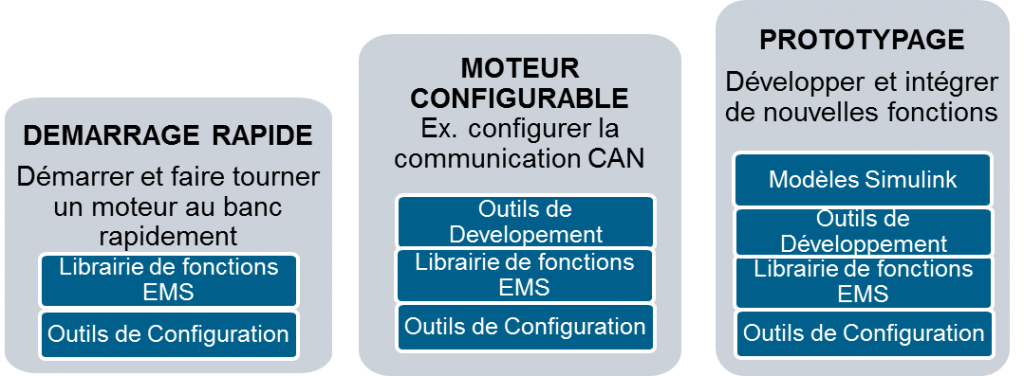 DEMARRAGE RAPIDE
Démarrer et faire tourner
un moteur au banc
rapidement
Librairie de fonctions
EMS
Outils de Configuration
MOTEUR
CONFIGURABLE
Ex. configurer la
communication CAN
Outils de
Developement
Librairie de fonctions
EMS
Outils de Configuration
PROTOTYPAGE
Développer et intégrer
de nouvelles fonctions
Modèles Simulink
Outils de
Développement
Librairie de fonctions
EMS
Outils de Configuration